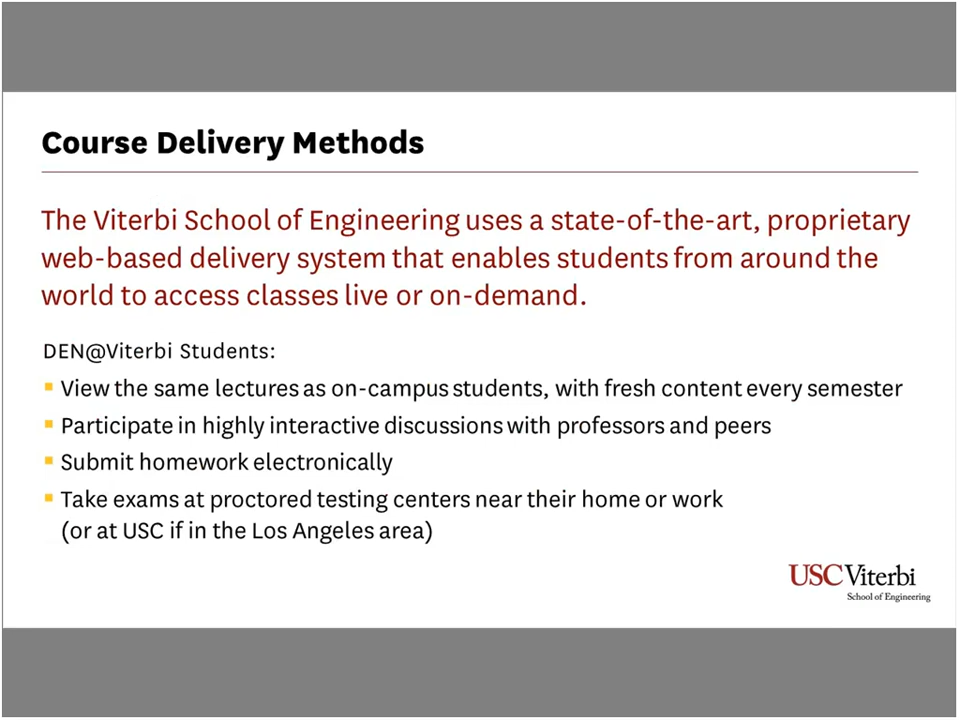 Course Delivery Methods
The Viterbi School of Engineering uses a state-of-the-art, proprietary
web-based delivery system that enables students from around the
world to access classes live or on-demand.
DEN@Viterbi Students:
▪ View the same lectures as on-campus students, with fresh content every semester
▪ Participate in highly interactive discussions with professors and peers
▪ Submit homework electronically
▪ Take exams at proctored testing centers near their home or work
(or at USC if in the Los Angeles area)
USC Viterbi
School of Engineering